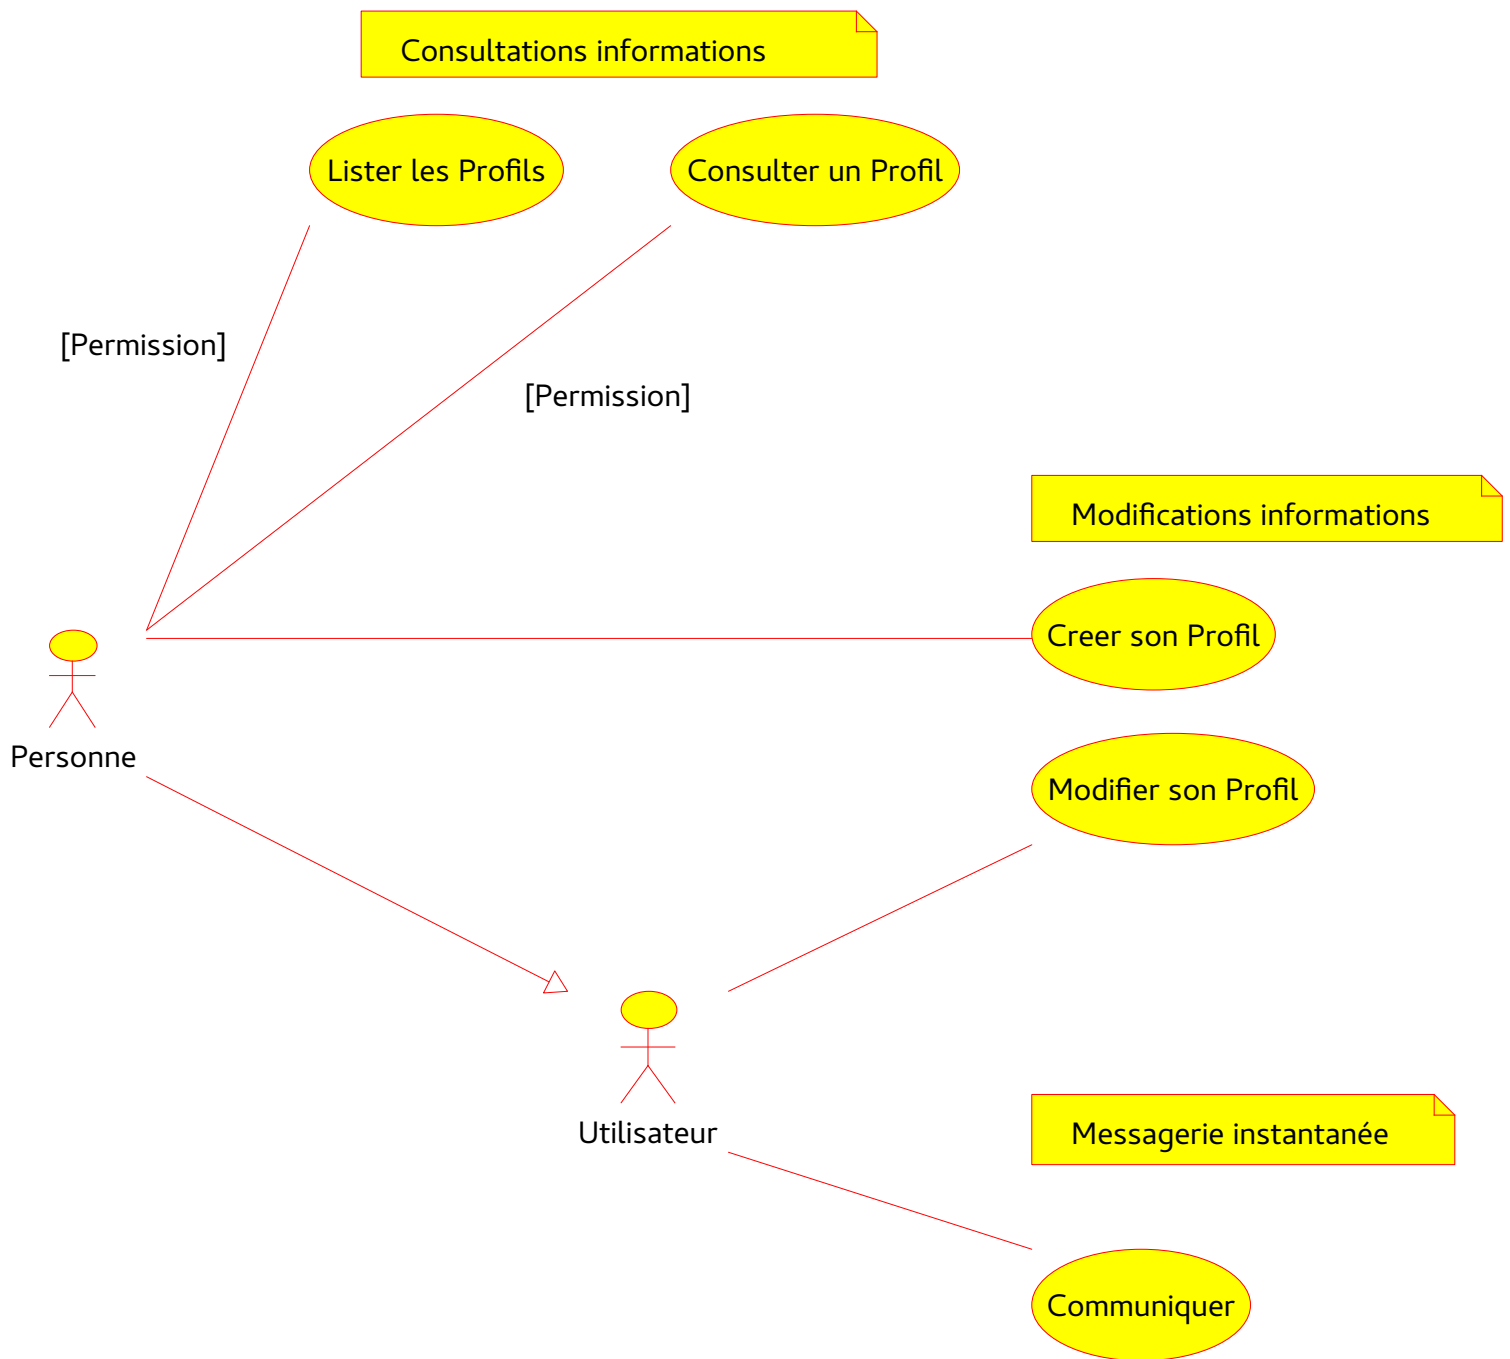 Consultations informations
Lister les Profils
Consulter un Profil
[Permission]
[Permission]
Modifications informations
Creer son Profil
Personne
Modifier son Profil
Utilisateur
Messagerie instantanée
Communiquer